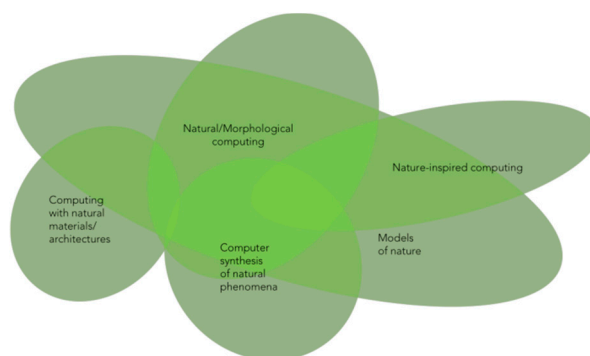 Natural/Morphological
computing
Nature-inspired computing
Computing
with natural
materials/
architectures
Models
of nature
Computer
synthesis
of natural
phenomena